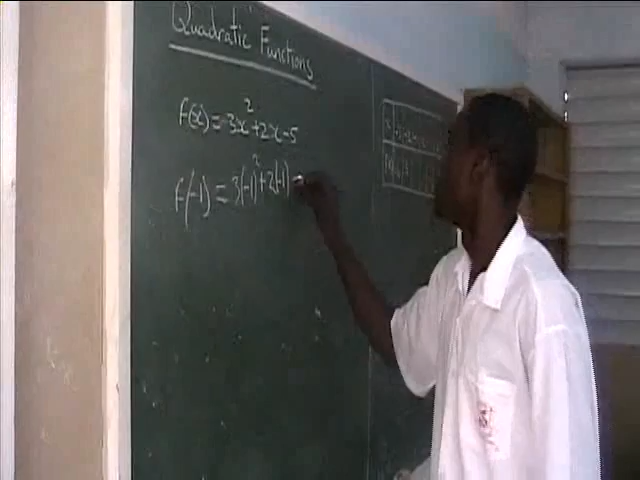 Quadratic Functions
f(x) = 3x² + 2x - 5
f(-1) = 3(-1)² + 2(-1) -